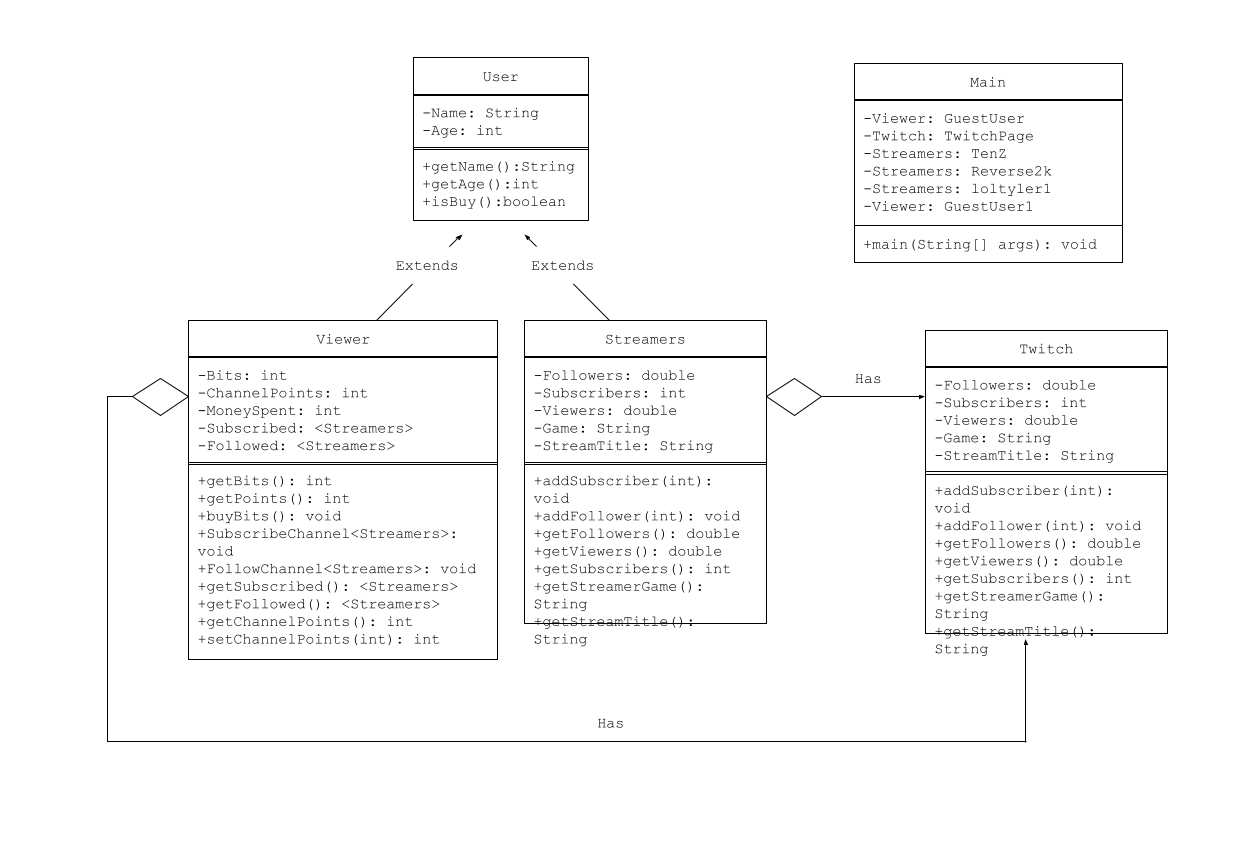 User
-Name: String
-Age: int
+getName():String
+getAge():int
+isBuy():boolean
Main
-Viewer: GuestUser
-Twitch: TwitchPage
-Streamers: TenZ
-Streamers: Reverse2k
-Streamers: loltyler1
-Viewer: GuestUser1
+main(String[] args): void
Extends
Extends
Viewer
-Bits: int
-ChannelPoints: int
-MoneySpent: int
-Subscribed: <Streamers>
-Followed: <Streamers>
+getBits(): int
+getPoints(): int
+buyBits(): void
+SubscribeChannel<Streamers>:
void
+FollowChannel<Streamers>: void
+getSubscribed(): <Streamers>
+getFollowed(): <Streamers>
+getChannelPoints(): int
+setChannelPoints(int): int
Streamers
-Followers: double
-Subscribers: int
-Viewers: double
-Game: String
-StreamTitle: String
+addSubscriber(int):
void
+addFollower(int): void
+getFollowers(): double
+getViewers(): double
+getSubscribers(): int
+getStreamerGame():
String
+getStreamTitle():
String
Has
Twitch
-Followers: double
-Subscribers: int
-Viewers: double
-Game: String
-StreamTitle: String
+addSubscriber(int):
void
+addFollower(int): void
+getFollowers(): double
+getViewers(): double
+getSubscribers(): int
+getStreamerGame():
String
+getStreamTitle():
String
Has